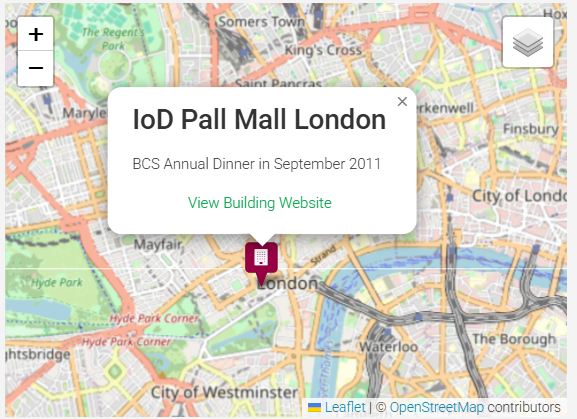 +
−
Somers Town
Hox
The Regent's
Park
King's Cross
Saint Pancras
Maryle
rkenwell
Finsbury
×
IoD Pall Mall London
BCS Annual Dinner in September 2011
View Building Website
City of Londo
Mayfair
Strand
London
Hyde Park
Hyde Park Corner
Hyde Park Corner
ghtsbridge
Waterloo
The Borough
City of Westminster
Leaflet | © OpenStreetMap contributors